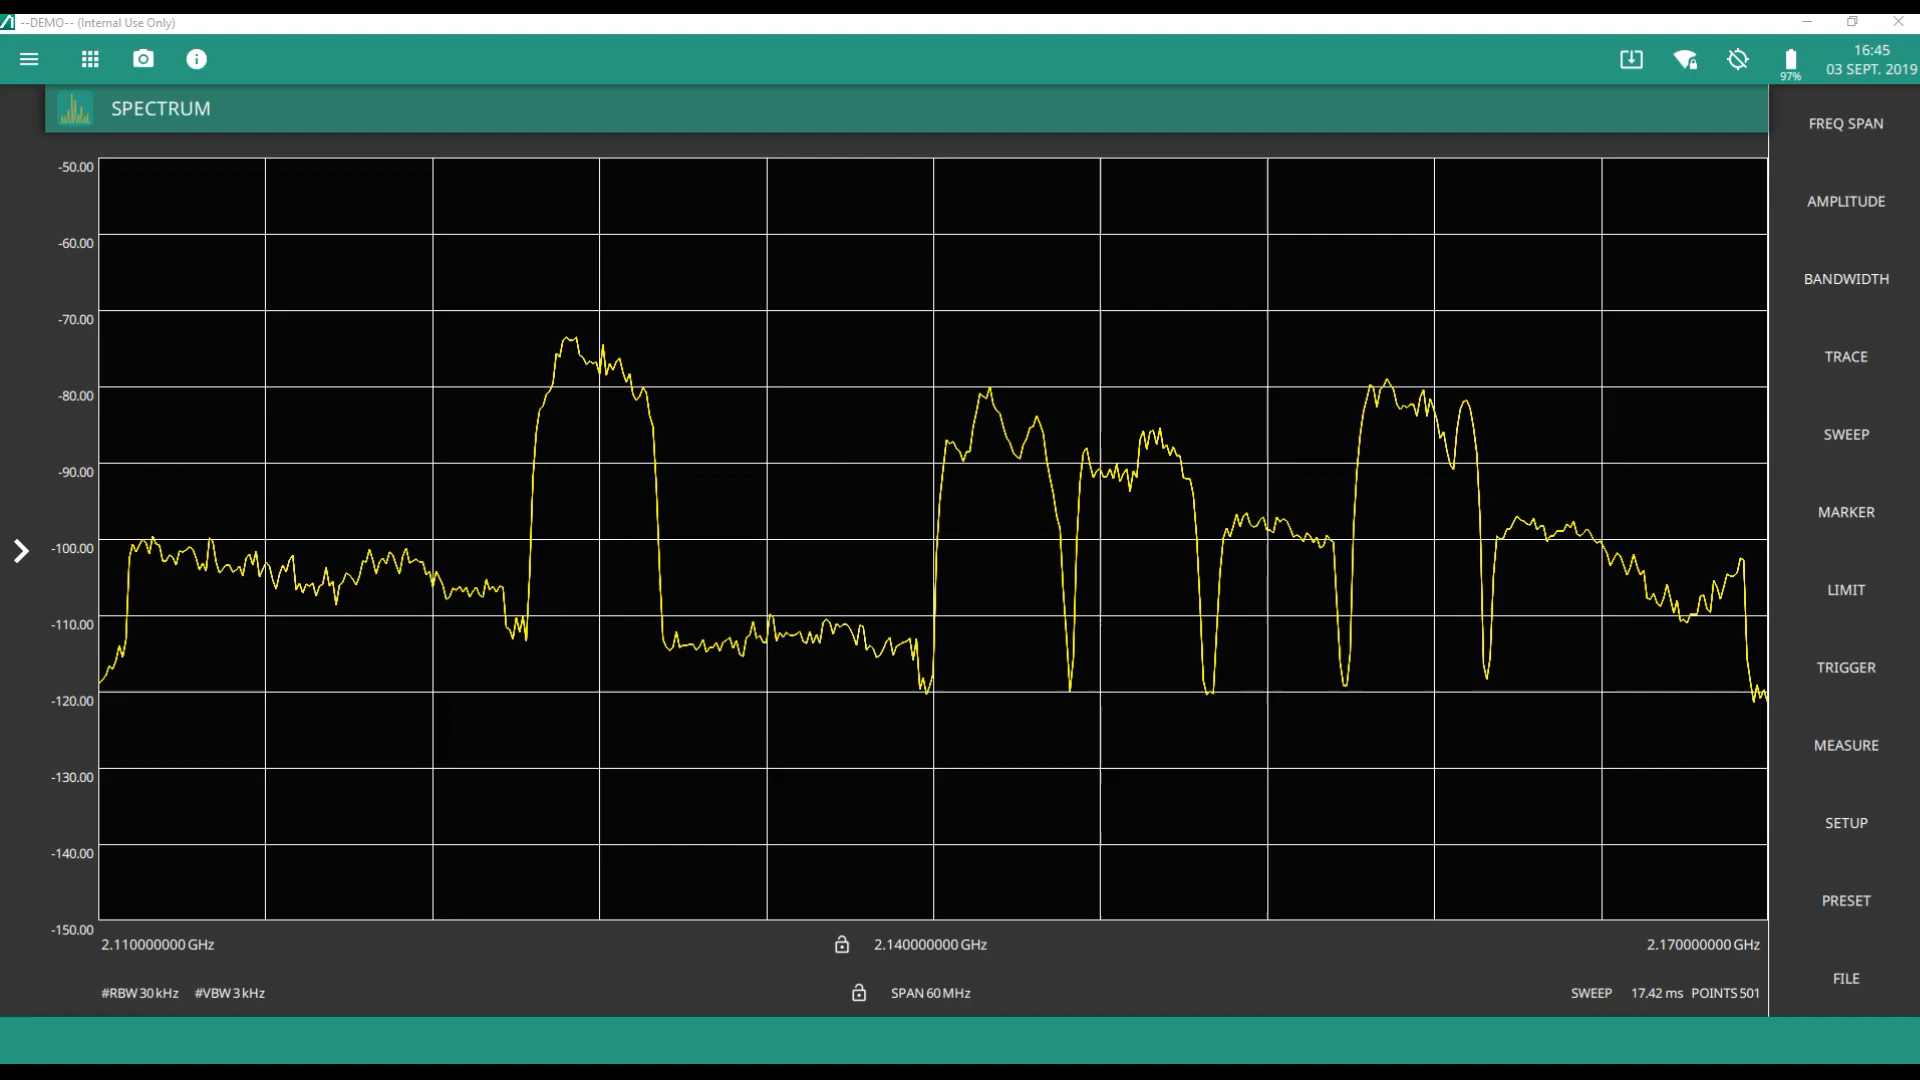 --DEMO-- (Internal Use Only)
97%
16:45
03 SEPT. 2019
SPECTRUM
FREQ SPAN
AMPLITUDE
BANDWIDTH
TRACE
SWEEP
MARKER
LIMIT
TRIGGER
MEASURE
SETUP
PRESET
FILE
-50.00
-60.00
-70.00
-80.00
-90.00
-100.00
-110.00
-120.00
-130.00
-140.00
-150.00
2.110000000 GHz 2.140000000 GHz 2.170000000 GHz
#RBW 30 kHz #VBW 3 kHz SPAN 60 MHz SWEEP 17.42 ms POINTS 501